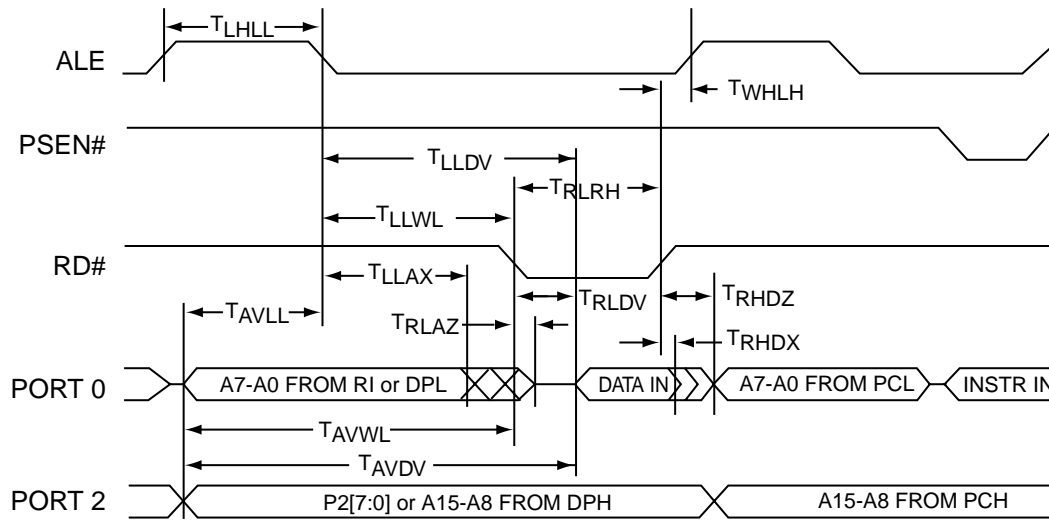 TLHLL
ALE
TWHLH
PSEN#
TLLDV
TRLRH
TLLWL
RD#
TLLAX
TRLDV
TRHDZ
TAVLL
TRLAZ
TRHDX
PORT 0
A7-A0 FROM RI or DPL
DATA IN
A7-A0 FROM PCL
INSTR IN
TAVWL
TAVDV
PORT 2
P2[7:0] or A15-A8 FROM DPH
A15-A8 FROM PCH